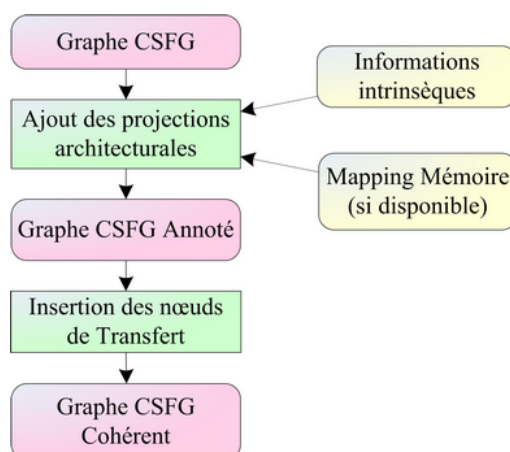 Graphe CSFG
Informations
intrinsèques
Ajout des projections
architecturales
Mapping Mémoire
(si disponible)
Graphe CSFG Annoté
Insertion des nœuds
de Transfert
Graphe CSFG
Cohérent